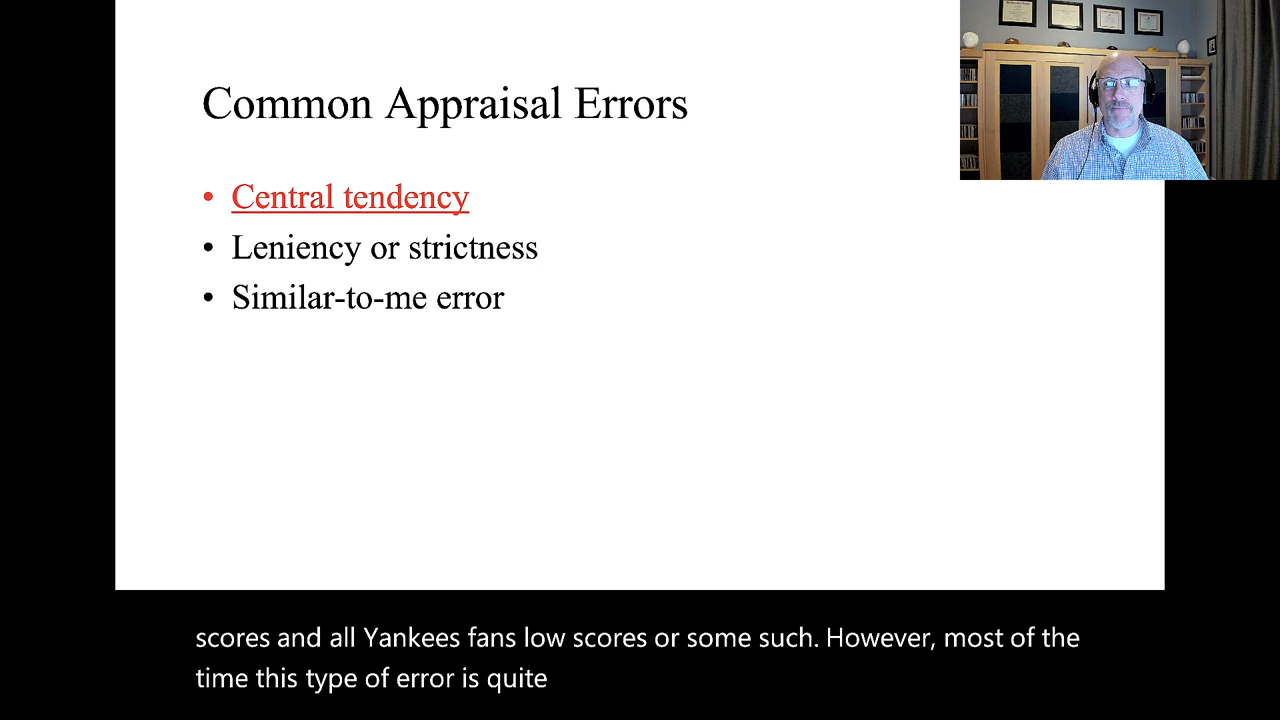 Common Appraisal Errors
• Central tendency
• Leniency or strictness
• Similar-to-me error
scores and all Yankees fans low scores or some such. However, most of the
time this type of error is quite